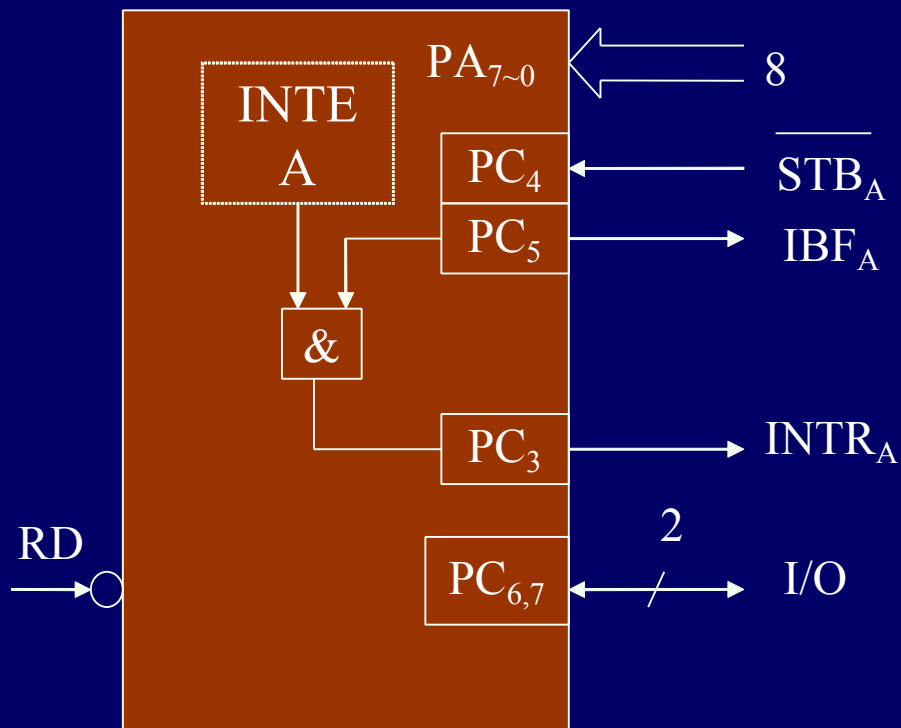 INTE
A
PA7~0
8
PC4
STBA
PC5
IBFA
&
PC3
INTRA
RD
PC6,7
2
I/O